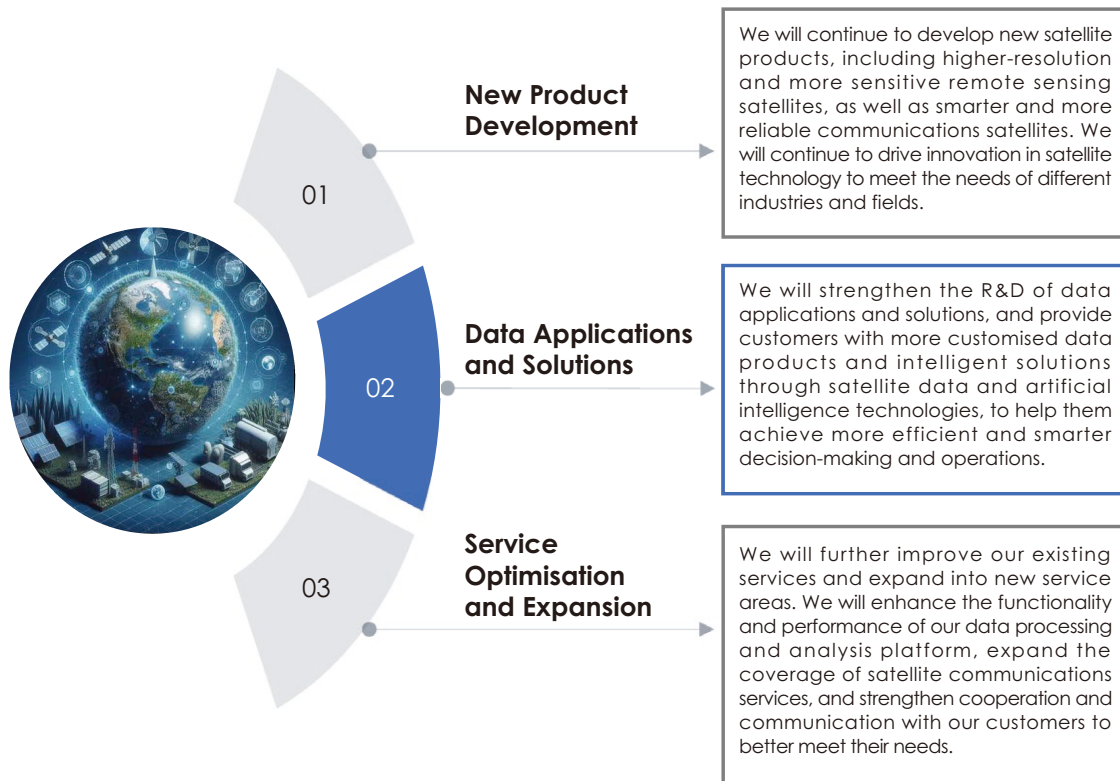 01
New Product
Development
We will continue to develop new satellite
products, including higher-resolution
and more sensitive remote sensing
satellites, as well as smarter and more
reliable communications satellites. We
will continue to drive innovation in satellite
technology to meet the needs of different
industries and fields.
02
Data Applications
and Solutions
We will strengthen the R&D of data
applications and solutions, and provide
customers with more customised data
products and intelligent solutions
through satellite data and artificial
intelligence technologies, to help them
achieve more efficient and smarter
decision-making and operations.
03
Service
Optimisation
and Expansion
We will further improve our existing
services and expand into new service
areas. We will enhance the functionality
and performance of our data processing
and analysis platform, expand the
coverage of satellite communications
services, and strengthen cooperation and
communication with our customers to
better meet their needs.